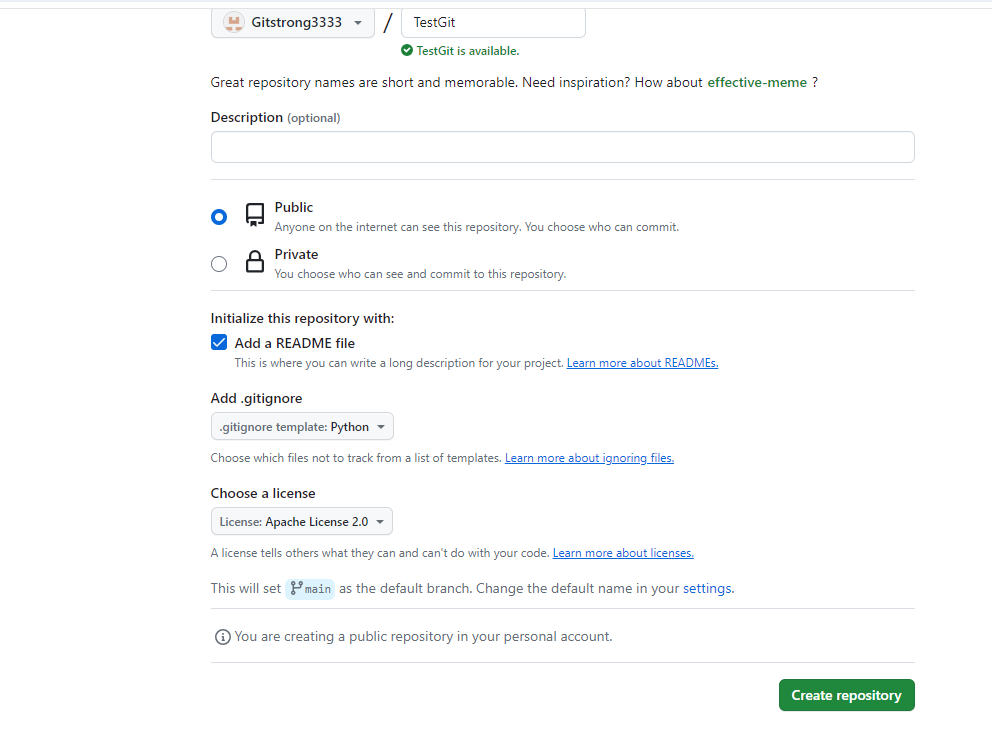 Gitstrong3333 / TestGit
TestGit is available.
Great repository names are short and memorable. Need inspiration? How about effective-meme ?
Description (optional)
Public
Anyone on the internet can see this repository. You choose who can commit.
Private
You choose who can see and commit to this repository.
Initialize this repository with:
Add a README file
This is where you can write a long description for your project. Learn more about READMEs.
Add .gitignore
.gitignore template: Python
Choose which files not to track from a list of templates. Learn more about ignoring files.
Choose a license
License: Apache License 2.0
A license tells others what they can and can't do with your code. Learn more about licenses.
This will set main as the default branch. Change the default name in your settings.
You are creating a public repository in your personal account.
Create repository